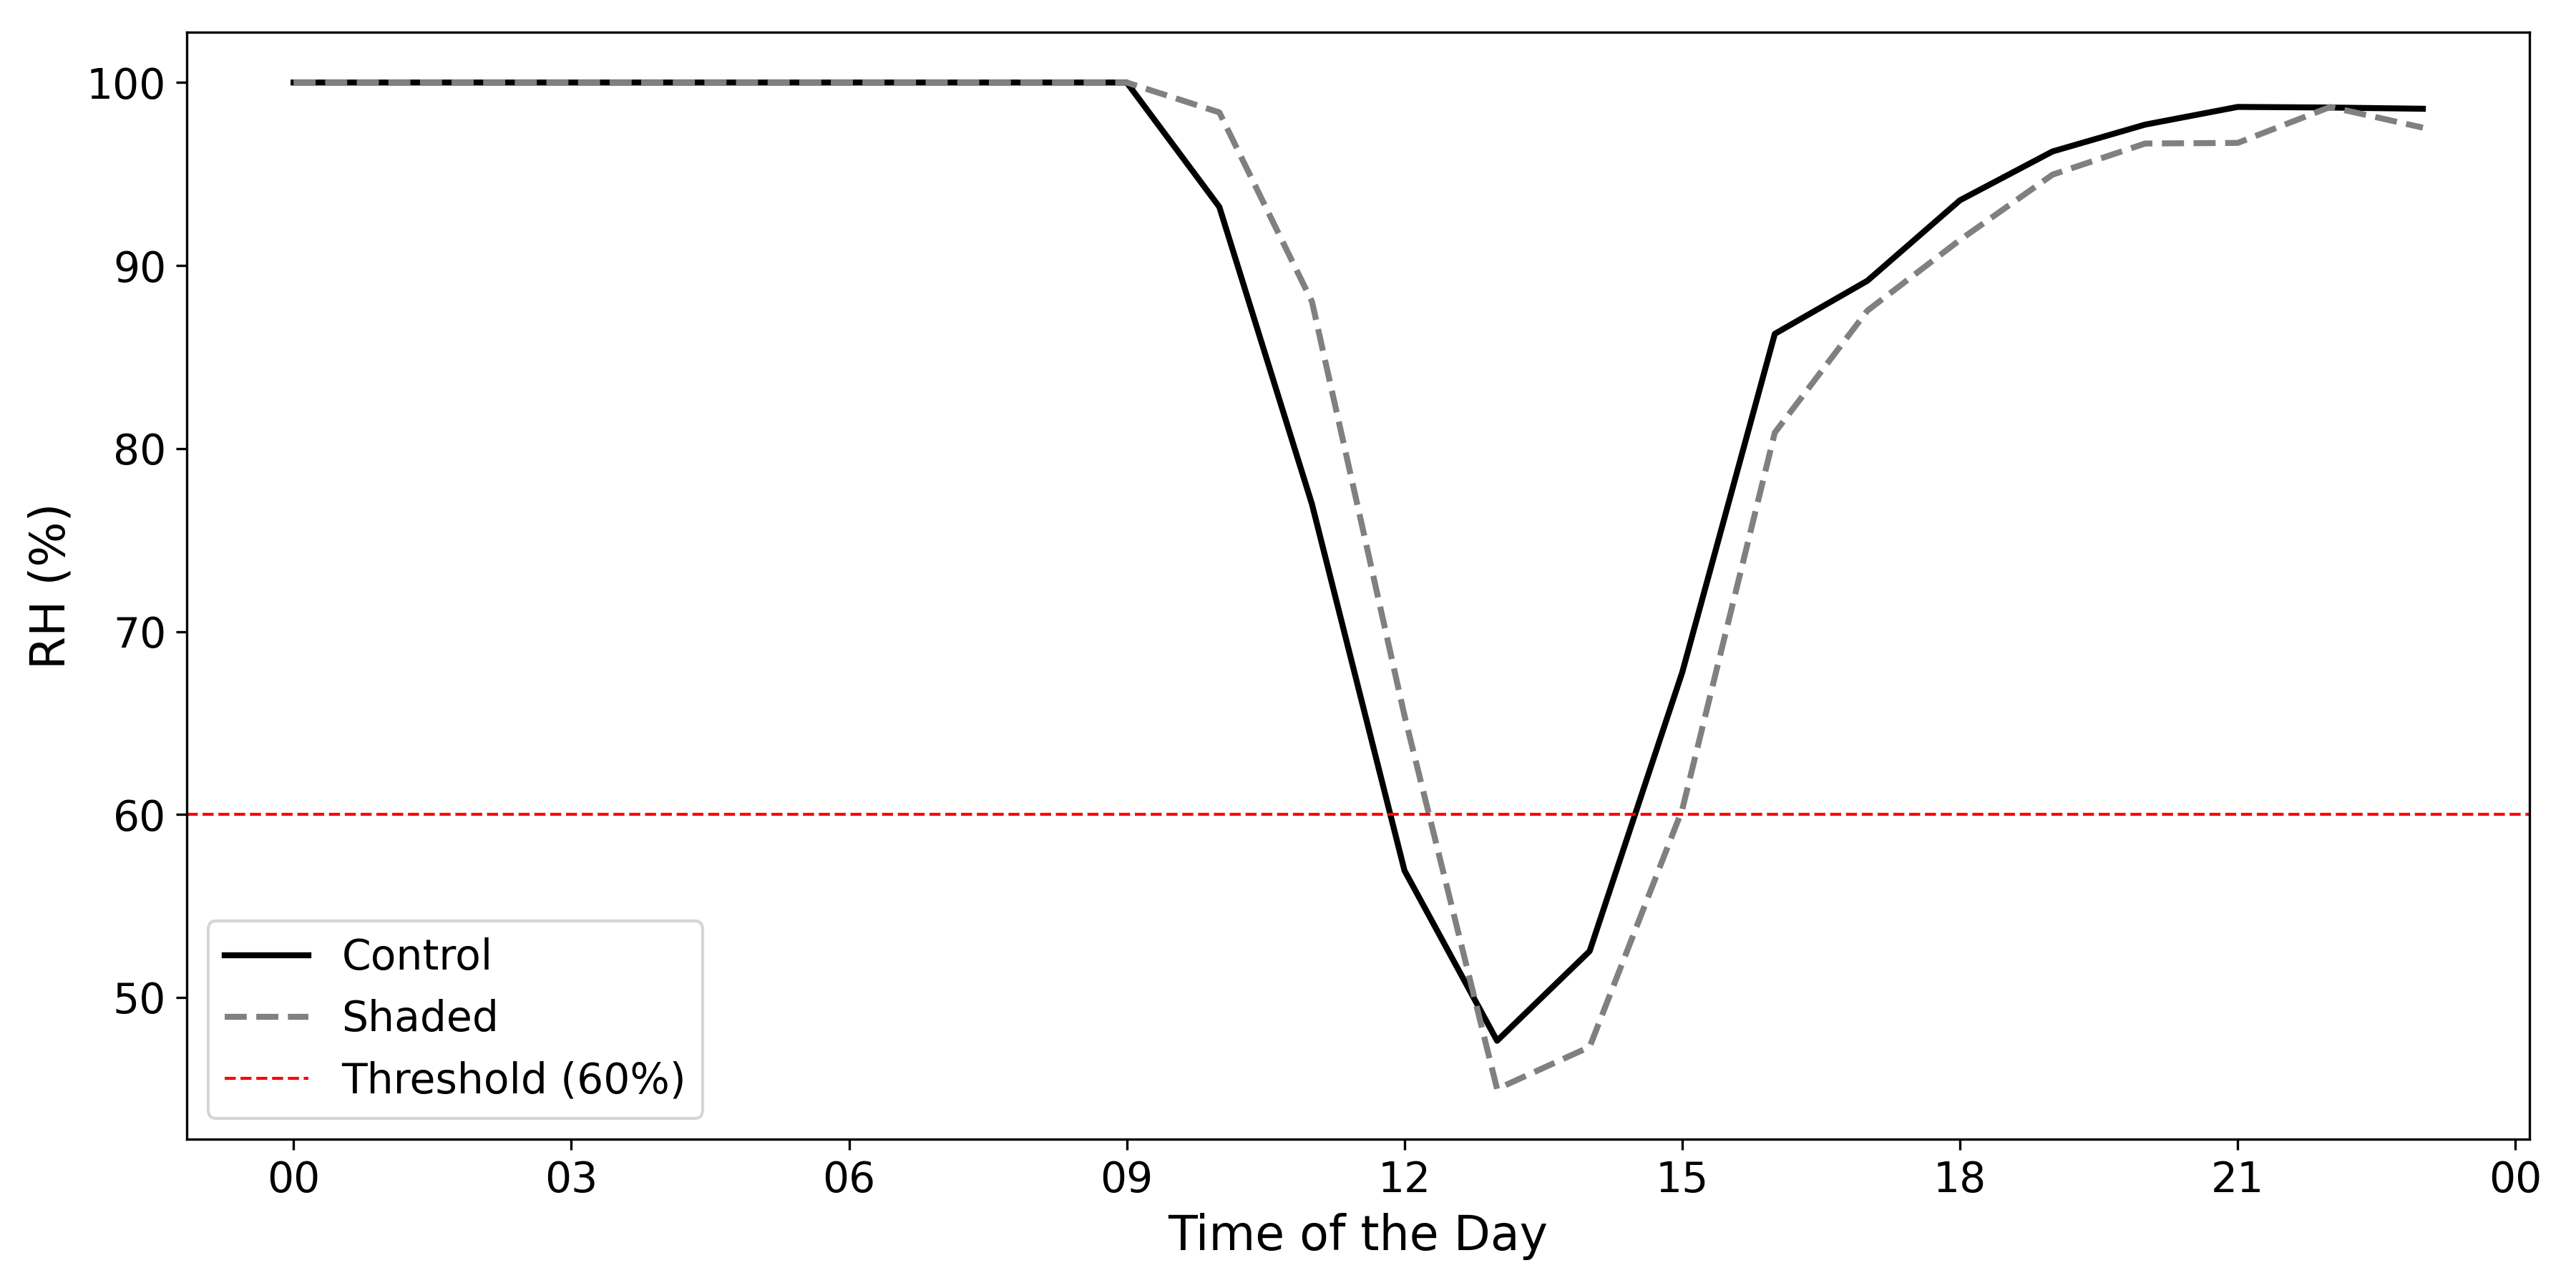 100
90
80
70
60
50
RH (%)
Control
Shaded
Threshold (60%)
00 03 06 09 12 15 18 21 00
Time of the Day